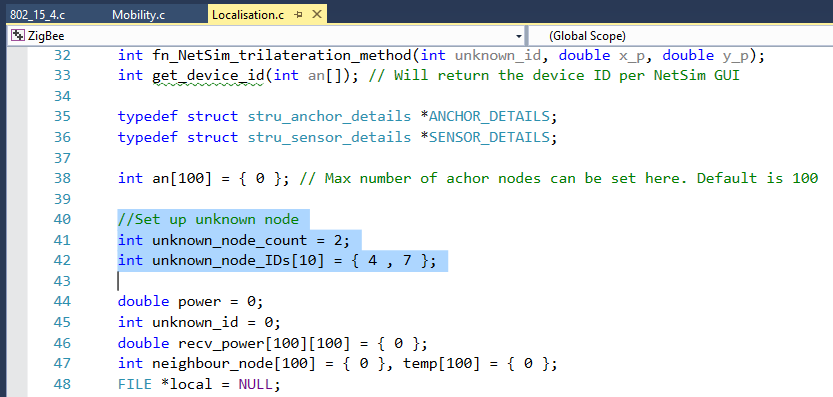 802_15_4.c Mobility.c Localisation.c
ZigBee (Global Scope)
32 int fn_NetSim_trilateration_method(int unknown_id, double x_p, double y_p);
33 int get_device_id(int an[]); // Will return the device ID per NetSim GUI
34
35 typedef struct stru_anchor_details *ANCHOR_DETAILS;
36 typedef struct stru_sensor_details *SENSOR_DETAILS;
37
38 int an[100] = { 0 }; // Max number of achor nodes can be set here. Default is 100
39
40 //Set up unknown node
41 int unknown_node_count = 2;
42 int unknown_node_IDs[10] = { 4 , 7 };
43
44 double power = 0;
45 int unknown_id = 0;
46 double recv_power[100][100] = { 0 };
47 int neighbour_node[100] = { 0 }, temp[100] = { 0 };
48 FILE *local = NULL;